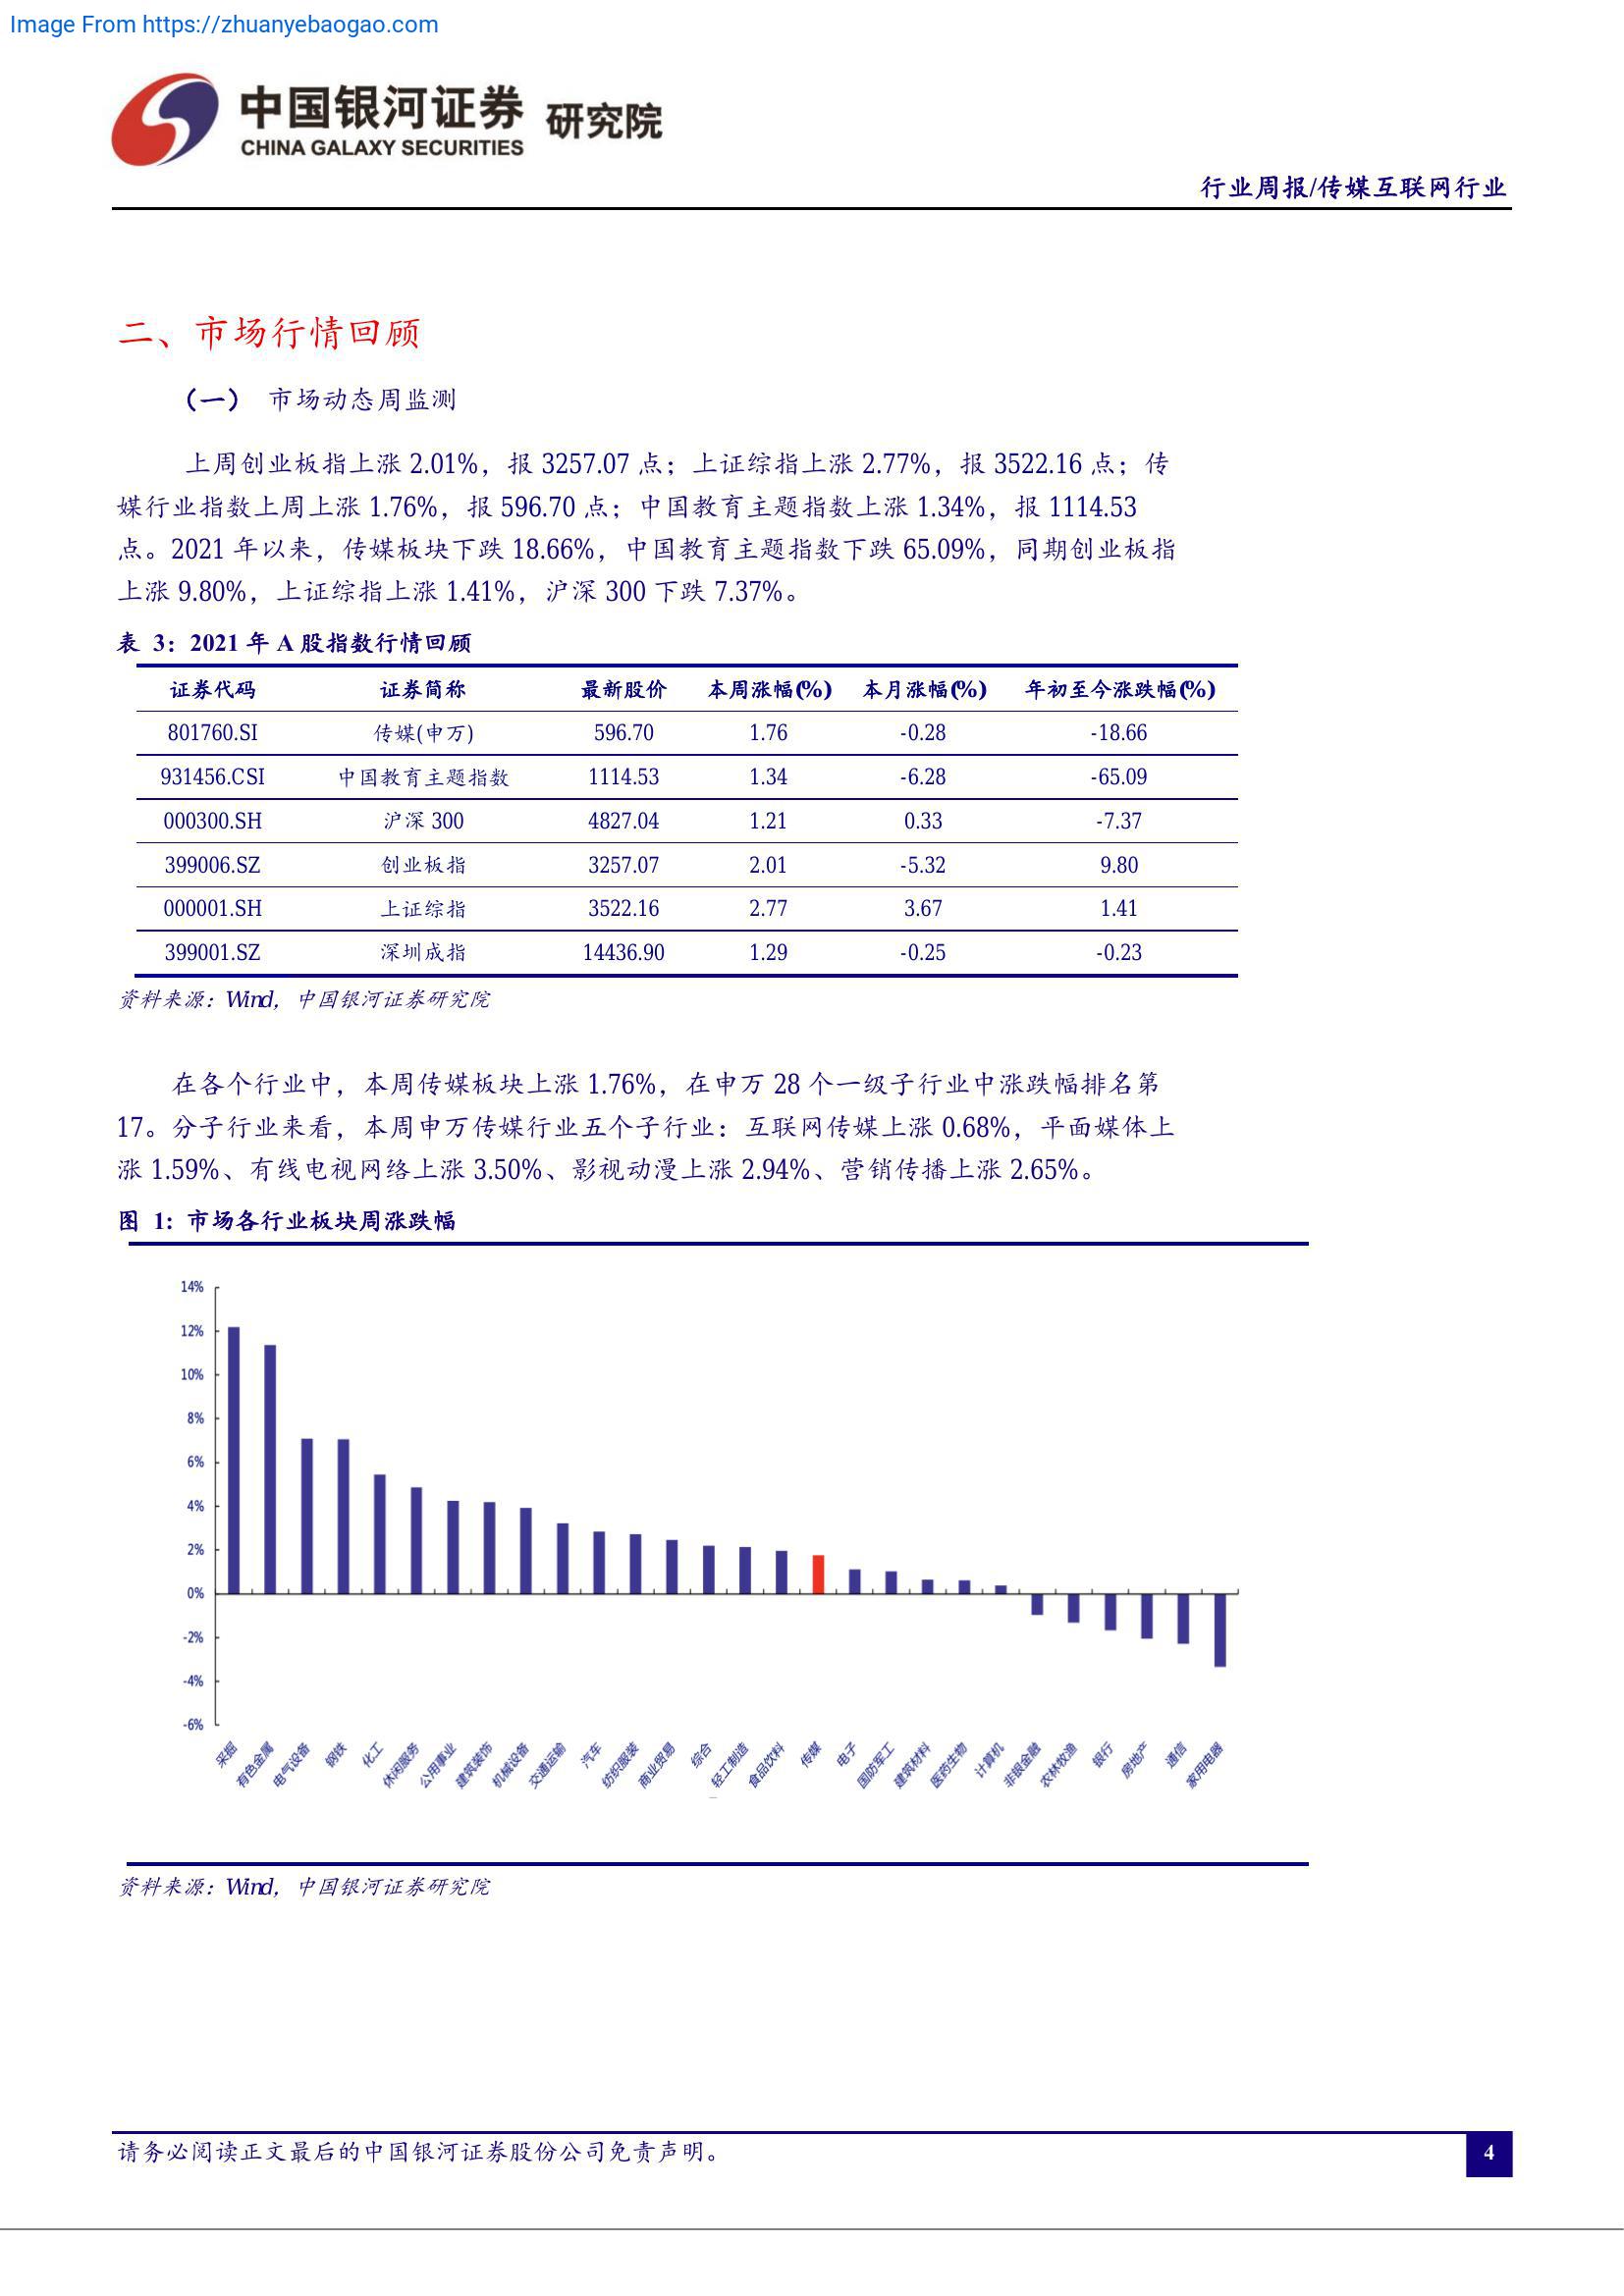 Image From https://zhuanyebaogao.com
中国银河证券 研究院
CHINA GALAXY SECURITIES
行业周报/传媒互联网行业
二、市场行情回顾
（一） 市场动态周监测
上周创业板指上涨 2.01%，报 3257.07 点；上证综指上涨 2.77%，报 3522.16 点；传
媒行业指数上周上涨 1.76%，报 596.70 点；中国教育主题指数上涨 1.34%，报 1114.53
点。2021 年以来，传媒板块下跌 18.66%，中国教育主题指数下跌 65.09%，同期创业板指
上涨 9.80%，上证综指上涨 1.41%，沪深 300 下跌 7.37%。
表 3：2021 年 A 股指数行情回顾
证券代码 证券简称 最新股价 本周涨幅(%) 本月涨幅(%) 年初至今涨跌幅(%)
801760.SI 传媒(申万) 596.70 1.76 -0.28 -18.66
931456.CSI 中国教育主题指数 1114.53 1.34 -6.28 -65.09
000300.SH 沪深 300 4827.04 1.21 0.33 -7.37
399006.SZ 创业板指 3257.07 2.01 -5.32 9.80
000001.SH 上证综指 3522.16 2.77 3.67 1.41
399001.SZ 深圳成指 14436.90 1.29 -0.25 -0.23
资料来源：Wind，中国银河证券研究院
在各个行业中，本周传媒板块上涨 1.76%，在申万 28 个一级子行业中涨跌幅排名第
17。分子行业来看，本周申万传媒行业五个子行业：互联网传媒上涨 0.68%，平面媒体上
涨 1.59%、有线电视网络上涨 3.50%、影视动漫上涨 2.94%、营销传播上涨 2.65%。
图 1: 市场各行业板块周涨跌幅
14%
12%
10%
8%
6%
4%
2%
0%
-2%
-4%
-6%
采掘 有色金属 电气设备 钢铁 化工 休闲服务 公用事业 建筑装饰 机械设备 交通运输 汽车 纺织服装 商业贸易 综合 轻工制造 食品饮料 传媒 电子 国防军工 建筑材料 医药生物 计算机 非银金融 农林牧渔 银行 房地产 通信 家用电器
资料来源：Wind，中国银河证券研究院
请务必阅读正文最后的中国银河证券股份公司免责声明。
4